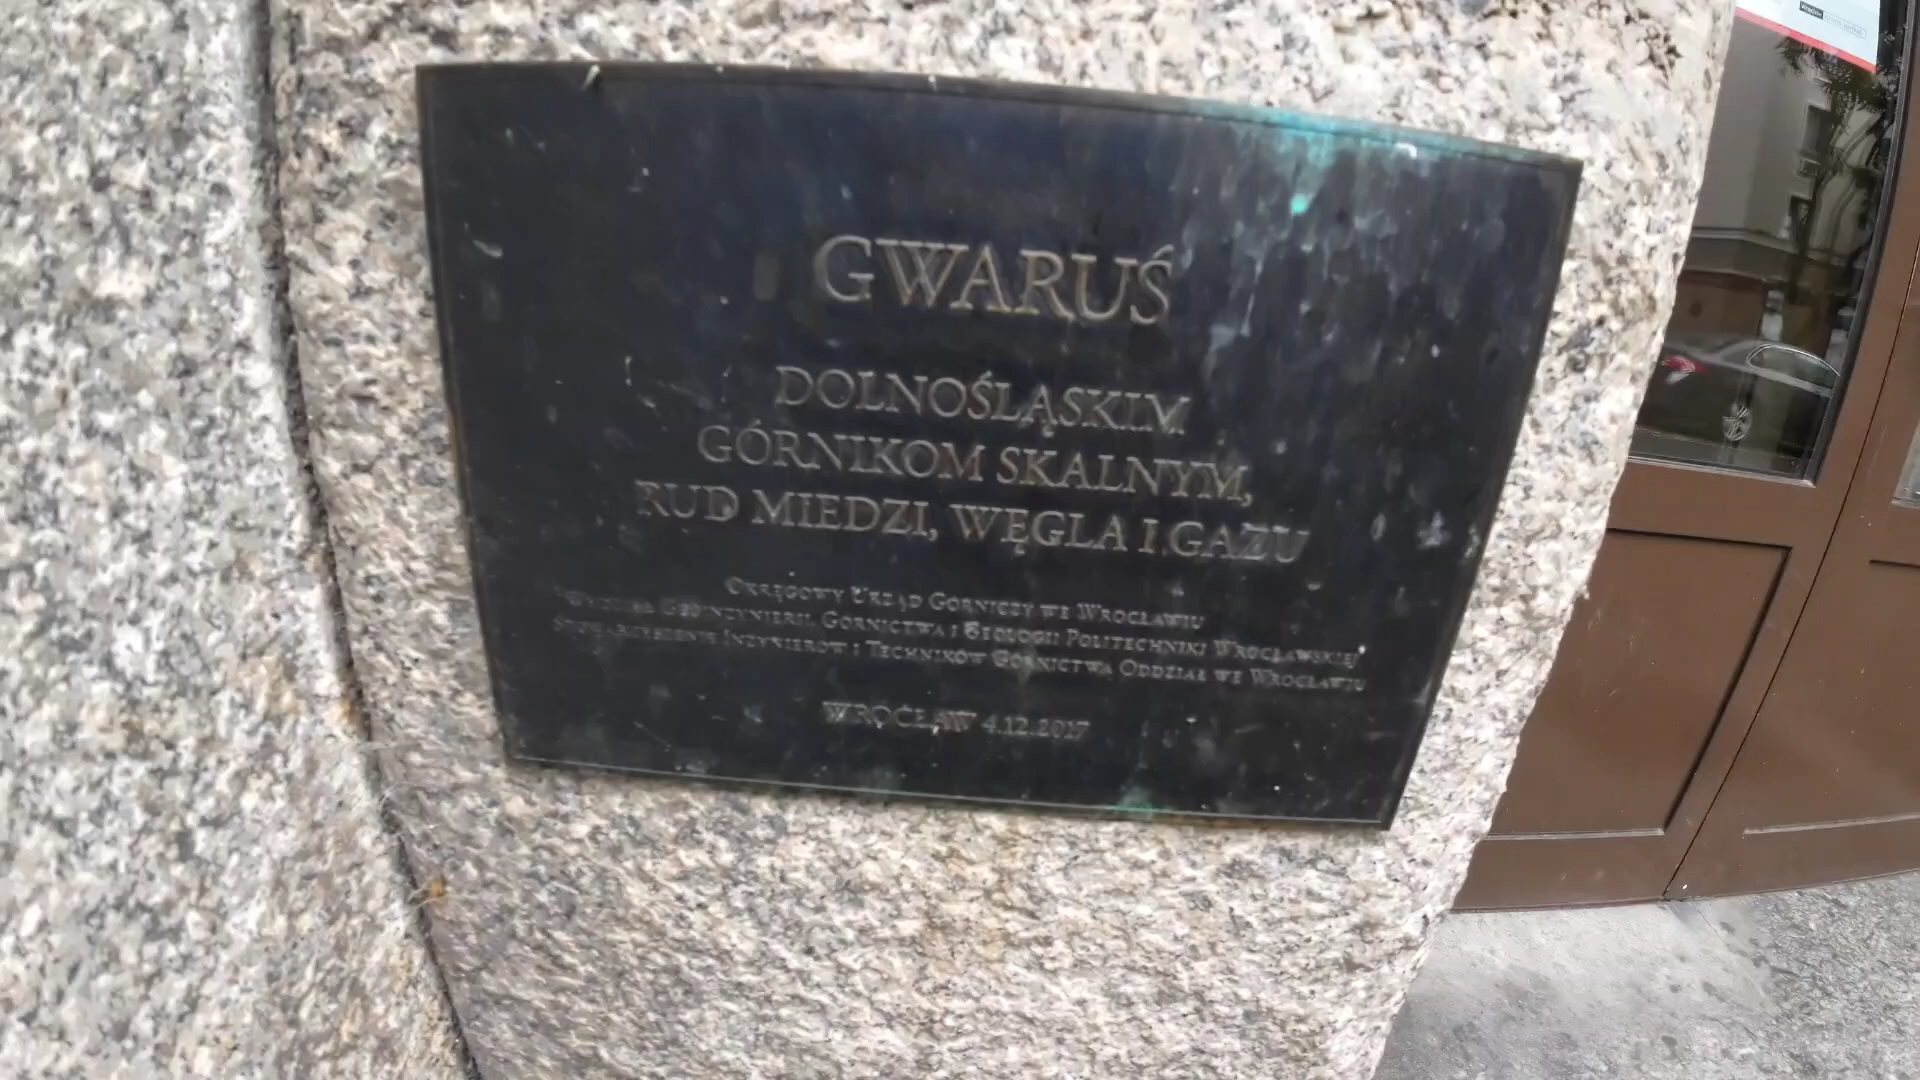 GWARUŚ
DOLNOŚLĄSKIM
GÓRNIKOM SKALNYM,
RUD MIEDZI, WĘGLA I GAZU
OKRĘGOWY URZĄD GÓRNICZY WE WROCŁAWIU
WYDZIAŁ GEOINŻYNIERII, GÓRNICTWA I GEOLOGII POLITECHNIKI WROCŁAWSKIEJ
STOWARZYSZENIE INŻYNIERÓW I TECHNIKÓW GÓRNICTWA ODDZIAŁ WE WROCŁAWIU
WROCŁAW 4.12.2017